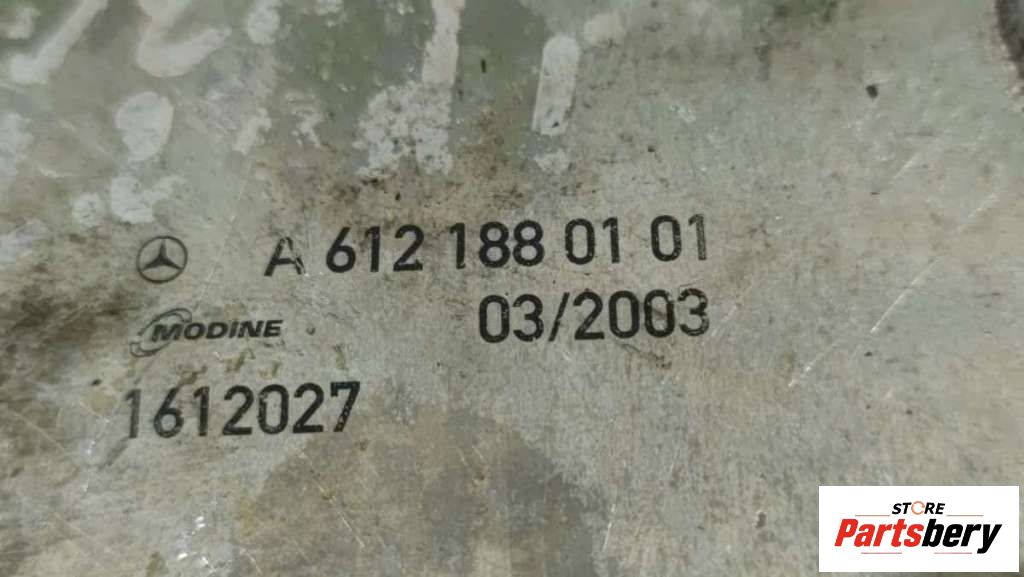 A 612 188 01 01
MODINE
03/2003
1612027
STORE
Partsbery